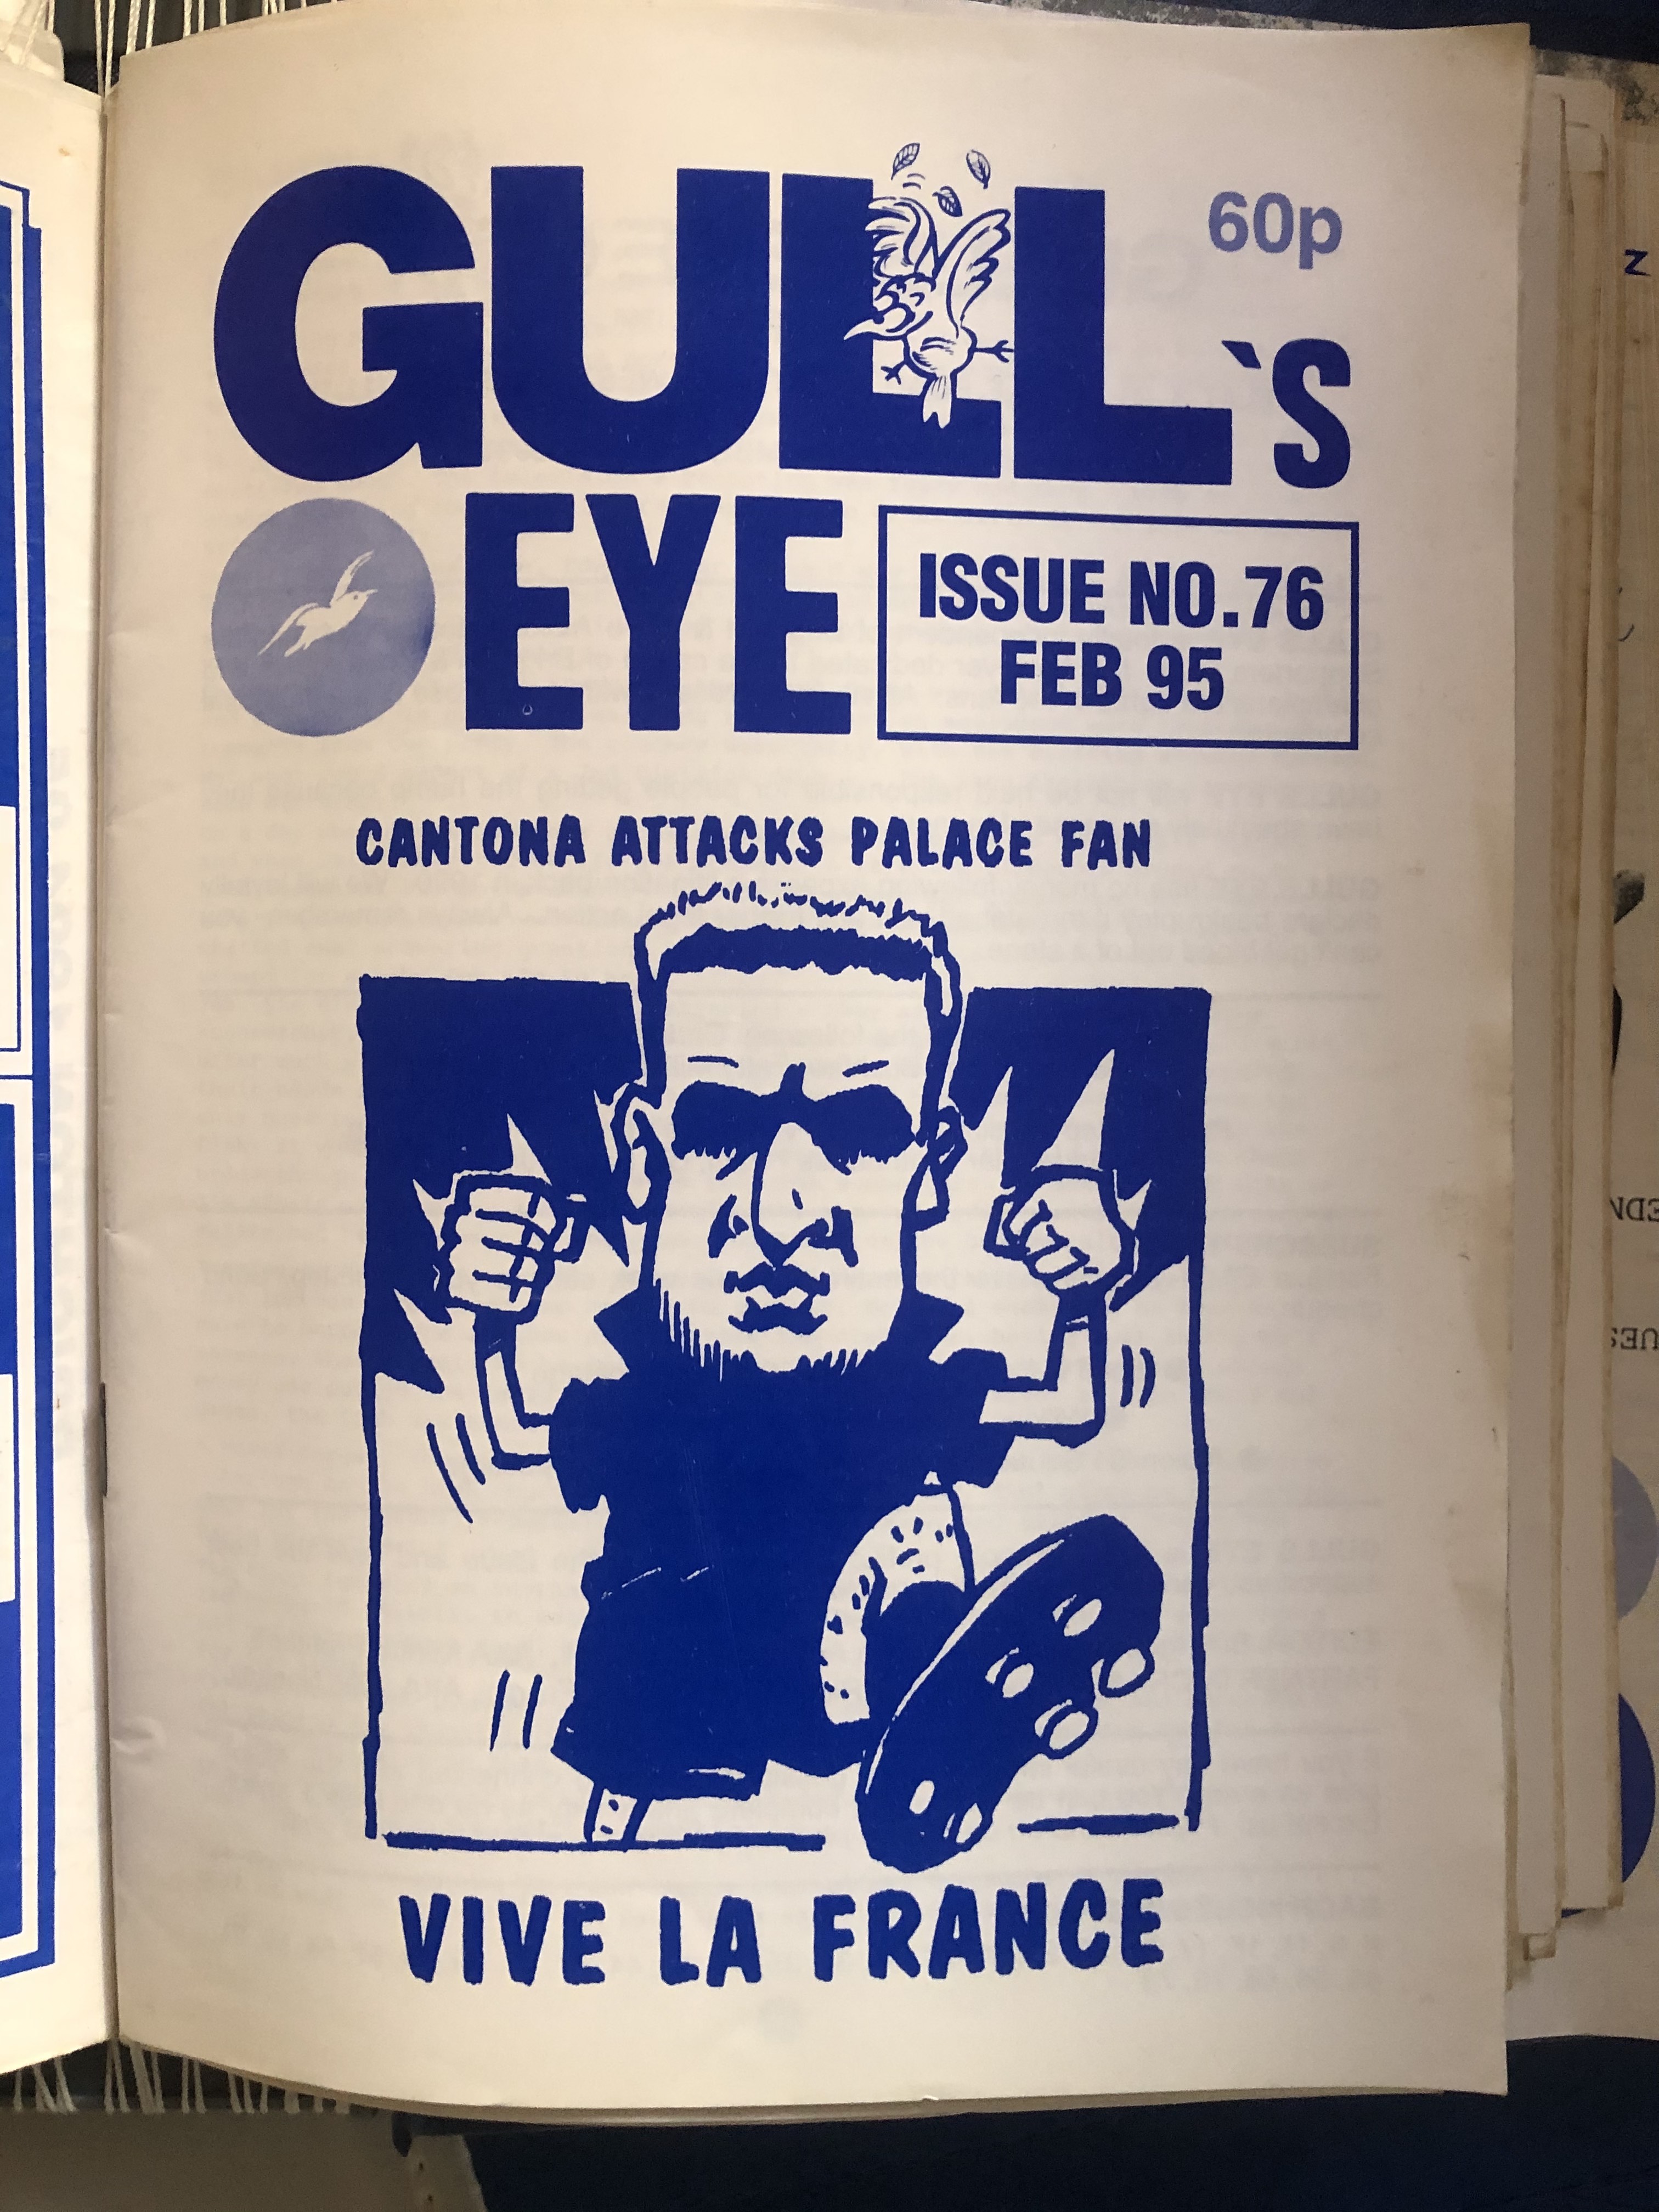 60p
GULL`S
EYE
ISSUE NO.76
FEB 95
CANTONA ATTACKS PALACE FAN
VIVE LA FRANCE